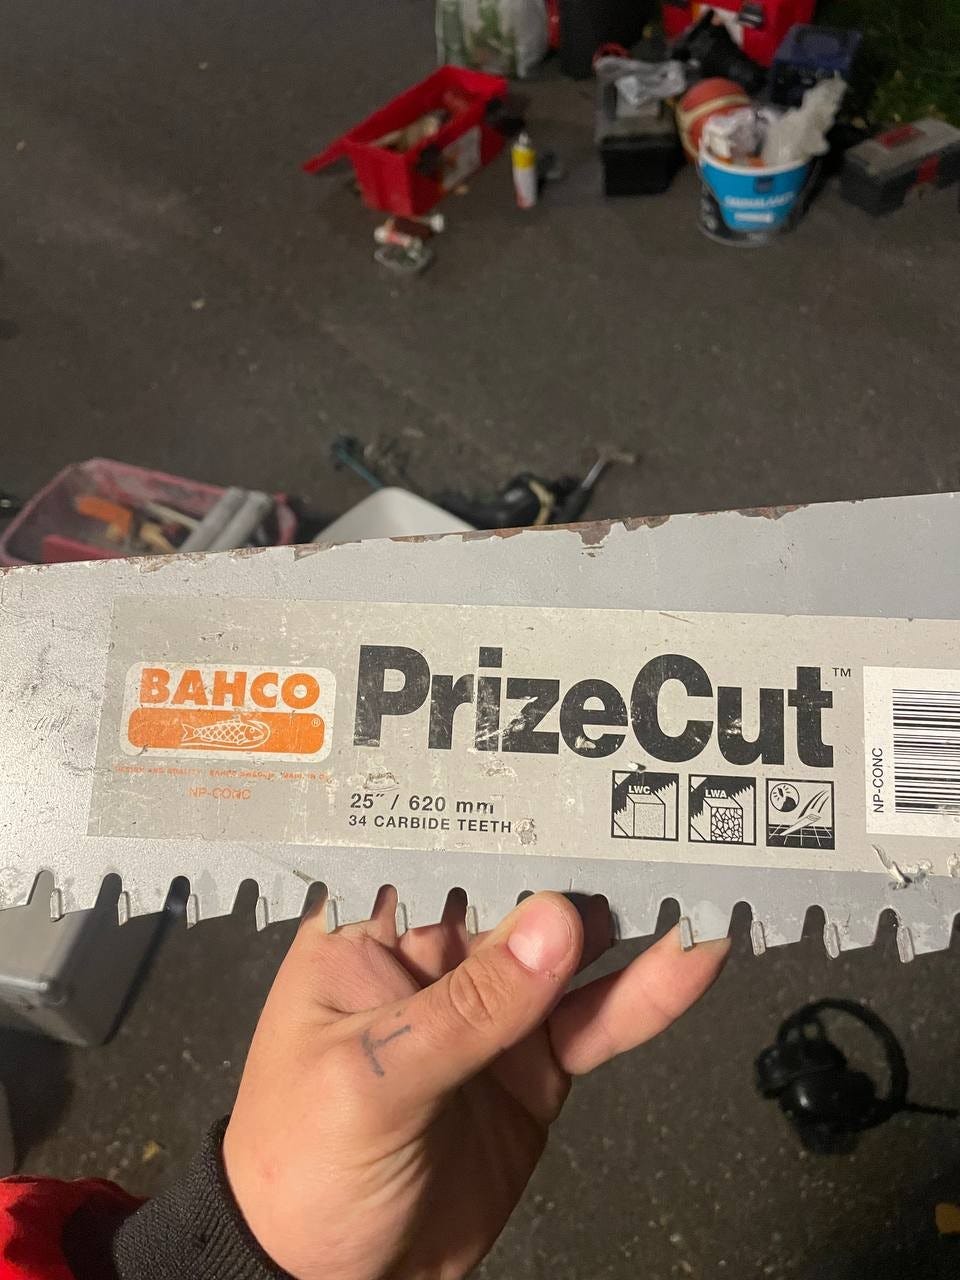 BAHCO
®
PrizeCut™
NP-CONC
25" / 620 mm
34 CARBIDE TEETH
LWC
LWA
NP-CONC